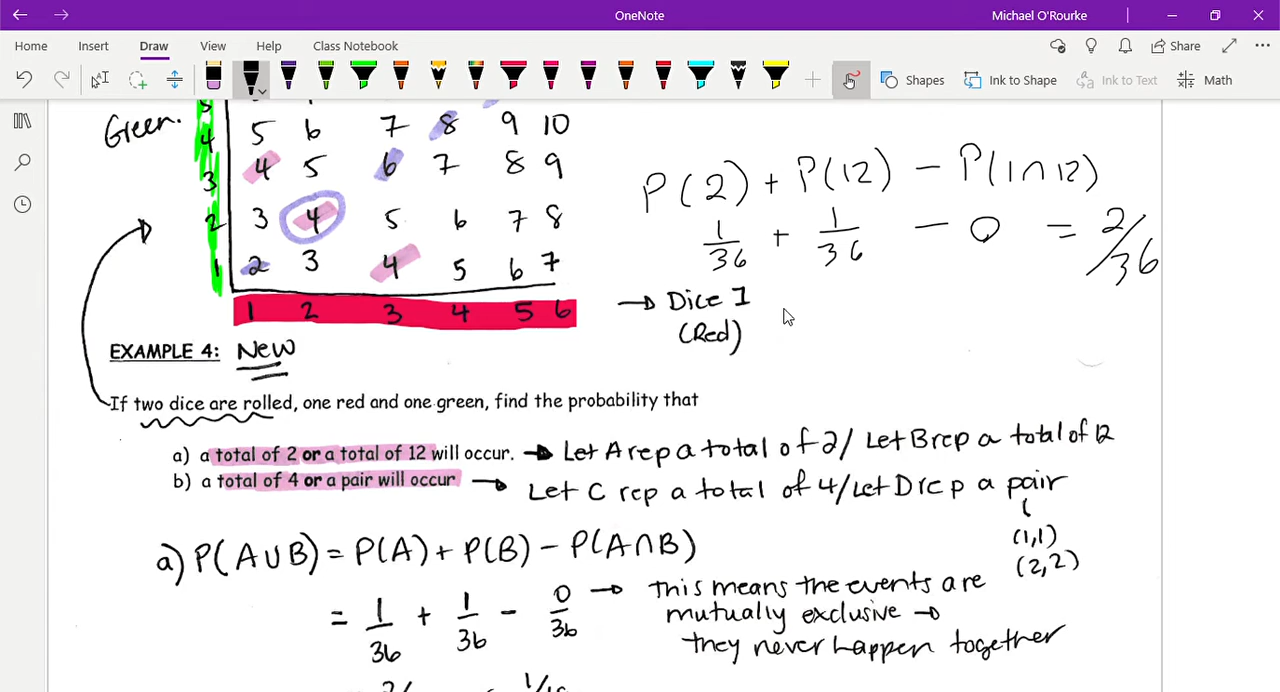 OneNote
Michael O'Rourke
Home Insert Draw View Help Class Notebook
Share
Shapes Ink to Shape Ink to Text Math
Green.
4 5 6 7 8 9 10
3 4 5 6 7 8 9
2 3 4 5 6 7 8
1 2 3 4 5 6 7
1 2 3 4 5 6
→ Dice 1
(Red)
P(2) + P(12) - P(1∩12)
1/36 + 1/36 - 0 = 2/36
EXAMPLE 4: New
If two dice are rolled, one red and one green, find the probability that
a) a total of 2 or a total of 12 will occur. → Let A rep a total of 2/ Let B rep a total of 12
b) a total of 4 or a pair will occur → Let C rep a total of 4/Let D rep a pair
(1,1)
(2,2)
a) P(A∪B) = P(A) + P(B) - P(A∩B)
= 1/36 + 1/36 - 0/36 → This means the events are
mutually exclusive →
they never happen together